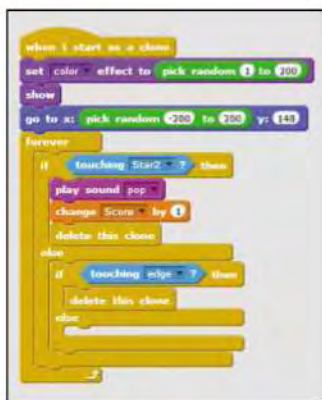 when I start as a clone
set color effect to pick random 1 to 200
show
go to x: pick random -200 to 200 y: 148
forever
if touching Star2 ? then
play sound pop
change Score by 1
delete this clone
else
if touching edge ? then
delete this clone
else